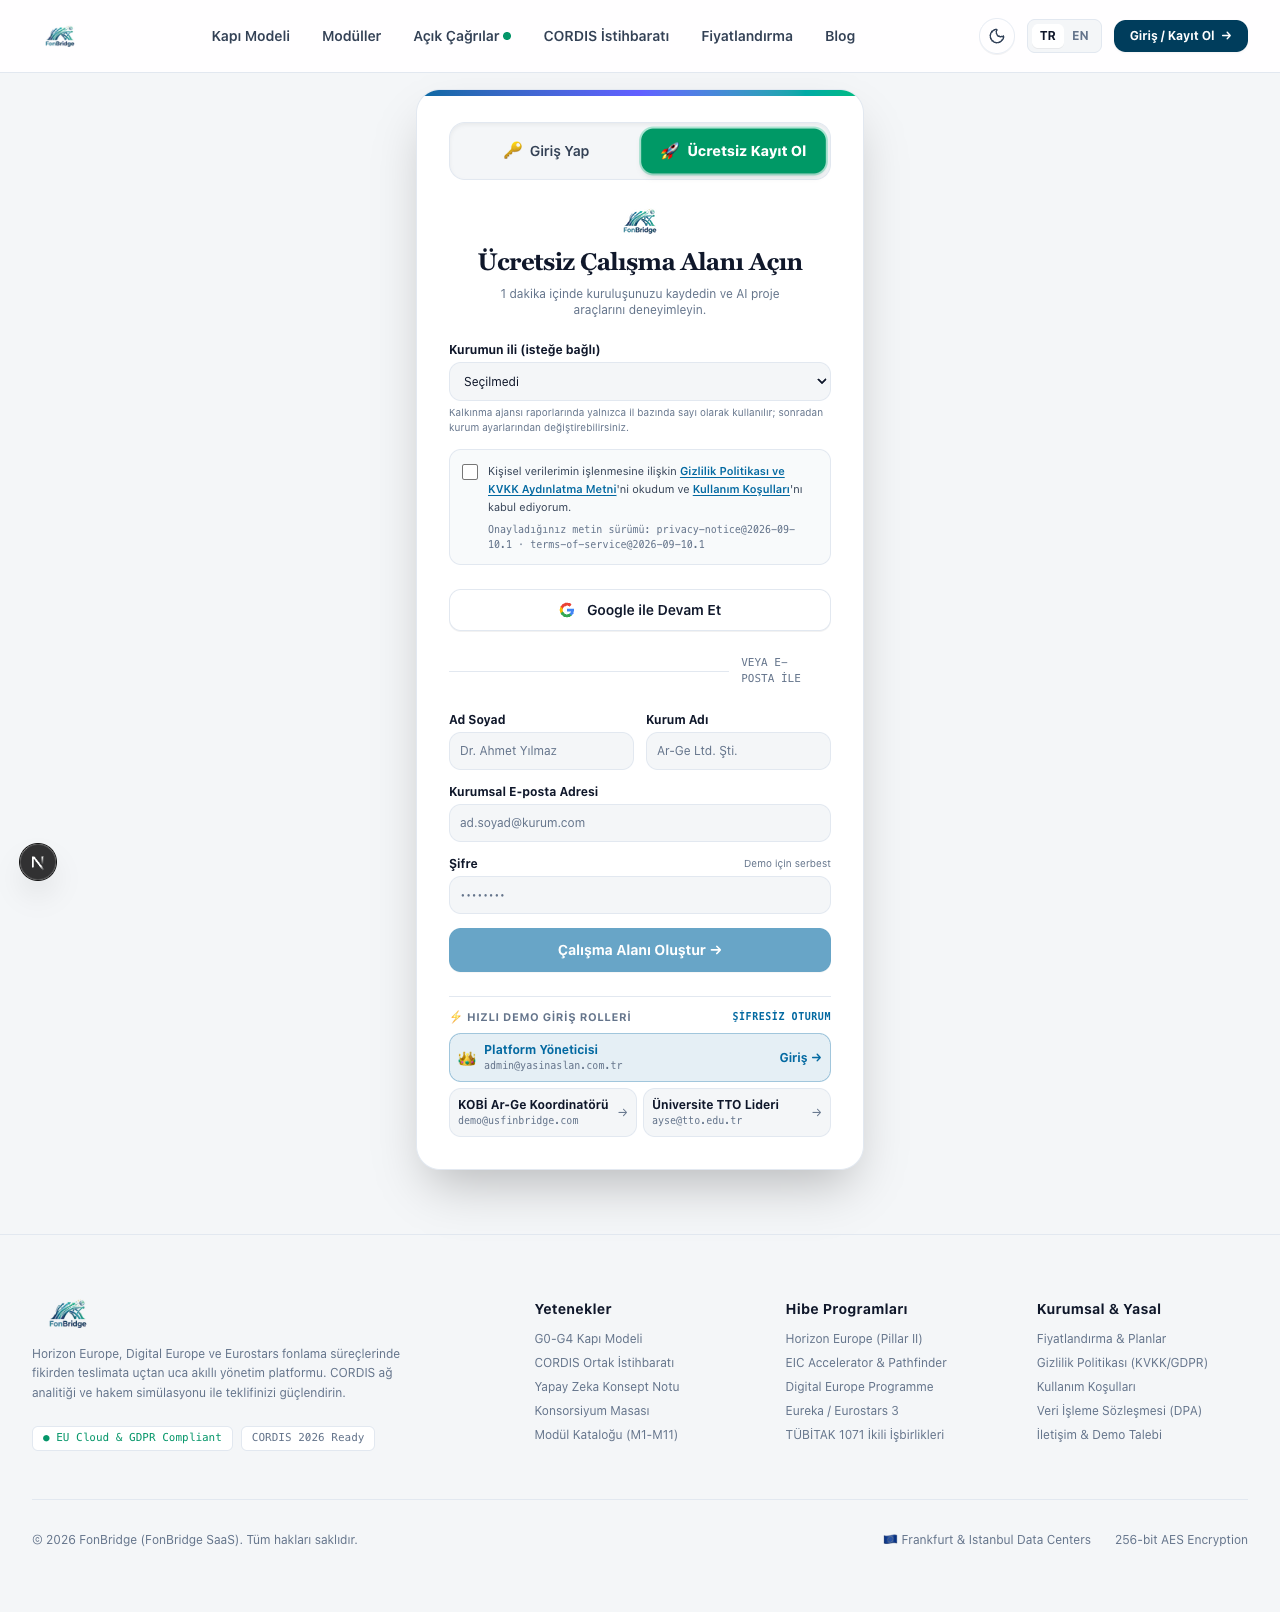 FonBridge
Kapı Modeli
Modüller
Açık Çağrılar
CORDIS İstihbaratı
Fiyatlandırma
Blog
TR
EN
Giriş / Kayıt Ol →
🔑 Giriş Yap
🚀 Ücretsiz Kayıt Ol
FonBridge
Ücretsiz Çalışma Alanı Açın
1 dakika içinde kuruluşunuzu kaydedin ve AI proje
araçlarını deneyimleyin.
Kurumun ili (isteğe bağlı)
Seçilmedi
Kalkınma ajansı raporlarında yalnızca il bazında sayı olarak kullanılır; sonradan
kurum ayarlarından değiştirebilirsiniz.
Kişisel verilerimin işlenmesine ilişkin Gizlilik Politikası ve
KVKK Aydınlatma Metni'ni okudum ve Kullanım Koşulları'nı
kabul ediyorum.
Onayladığınız metin sürümü: privacy-notice@2026-09-
10.1 · terms-of-service@2026-09-10.1
Google ile Devam Et
VEYA E-
POSTA İLE
Ad Soyad
Kurum Adı
Dr. Ahmet Yılmaz
Ar-Ge Ltd. Şti.
Kurumsal E-posta Adresi
ad.soyad@kurum.com
Şifre
Demo için serbest
••••••••
Çalışma Alanı Oluştur →
⚡ HIZLI DEMO GİRİŞ ROLLERİ
ŞİFRESİZ OTURUM
Platform Yöneticisi
admin@yasinaslan.com.tr
Giriş →
KOBİ Ar-Ge Koordinatörü
demo@usfinbridge.com
→
Üniversite TTO Lideri
ayse@tto.edu.tr
→
N
FonBridge
Horizon Europe, Digital Europe ve Eurostars fonlama süreçlerinde
fikirden teslimata uçtan uca akıllı yönetim platformu. CORDIS ağ
analitiği ve hakem simülasyonu ile teklifinizi güçlendirin.
● EU Cloud & GDPR Compliant
CORDIS 2026 Ready
Yetenekler
G0-G4 Kapı Modeli
CORDIS Ortak İstihbaratı
Yapay Zeka Konsept Notu
Konsorsiyum Masası
Modül Kataloğu (M1-M11)
Hibe Programları
Horizon Europe (Pillar II)
EIC Accelerator & Pathfinder
Digital Europe Programme
Eureka / Eurostars 3
TÜBİTAK 1071 İkili İşbirlikleri
Kurumsal & Yasal
Fiyatlandırma & Planlar
Gizlilik Politikası (KVKK/GDPR)
Kullanım Koşulları
Veri İşleme Sözleşmesi (DPA)
İletişim & Demo Talebi
© 2026 FonBridge (FonBridge SaaS). Tüm hakları saklıdır.
🇪🇺 Frankfurt & Istanbul Data Centers
256-bit AES Encryption